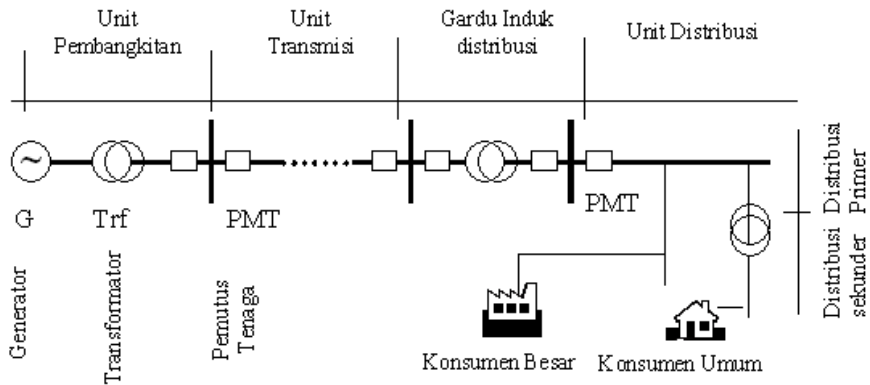 Unit
Pembangkitan
Unit
Transmisi
Gardu Induk
distribusi
Unit Distribusi
~
G
Trf
PMT
PMT
Generator
Transformator
Pemutus
Tenaga
Distribusi
Primer
Distribusi
sekunder
Konsumen Besar
Konsumen Umum